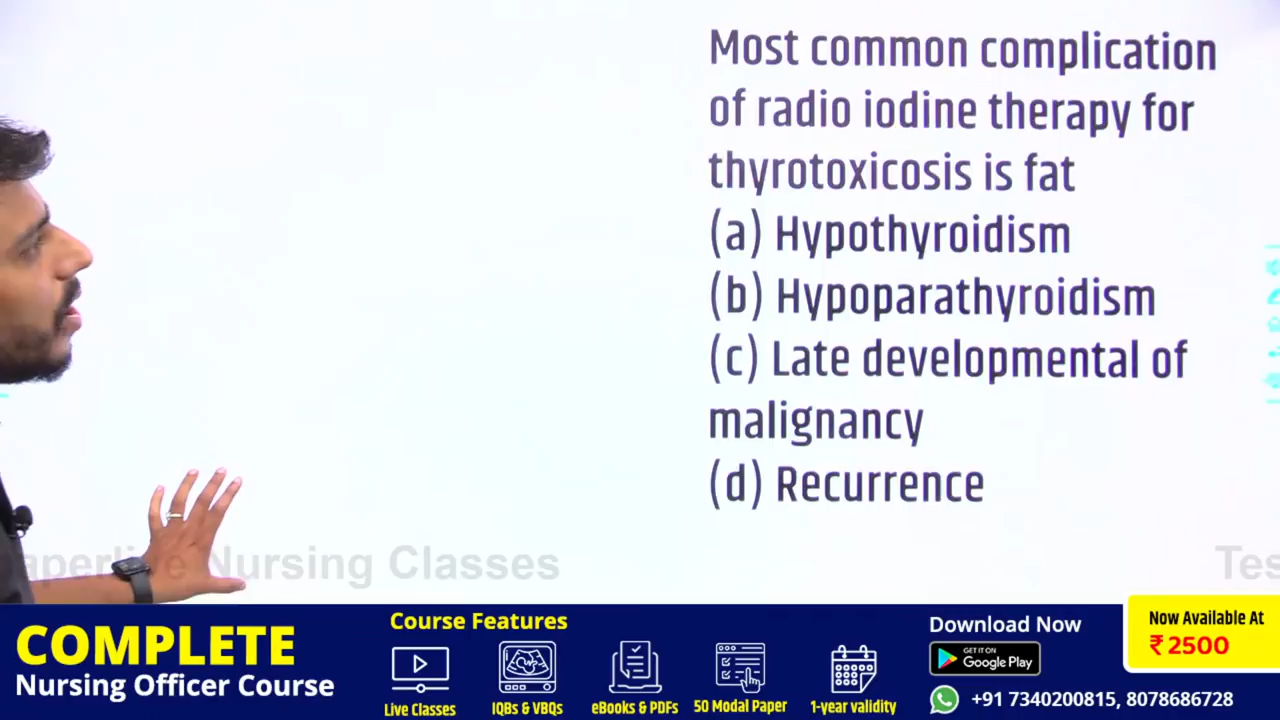 Most common complication
of radio iodine therapy for
thyrotoxicosis is fat
(a) Hypothyroidism
(b) Hypoparathyroidism
(c) Late developmental of
malignancy
(d) Recurrence
Nursing Classes
COMPLETE
Nursing Officer Course
Course Features
Live Classes
IQBs & VBQs
eBooks & PDFs
50 Modal Paper
1-year validity
Download Now
GET IT ON
Google Play
+91 7340200815, 8078686728
Now Available At
₹ 2500